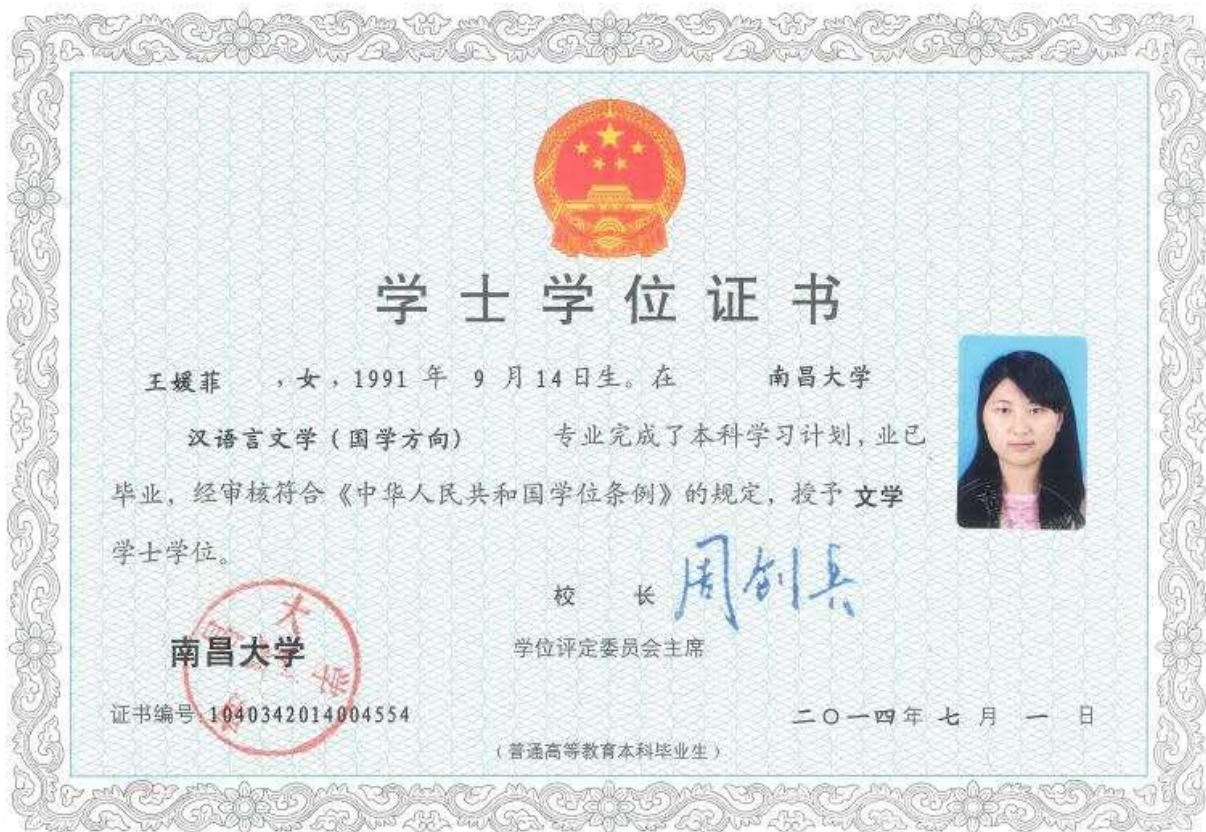 学士学位证书
王媛菲 ,女,1991 年 9 月 14 日生。在 南昌大学
汉语言文学(国学方向) 专业完成了本科学习计划,业已
毕业,经审核符合《中华人民共和国学位条例》的规定,授予 文学
学士学位。
校 长
学位评定委员会主席
南昌大学
证书编号 1040342014004554
二〇一四年 七 月 一 日
(普通高等教育本科毕业生)